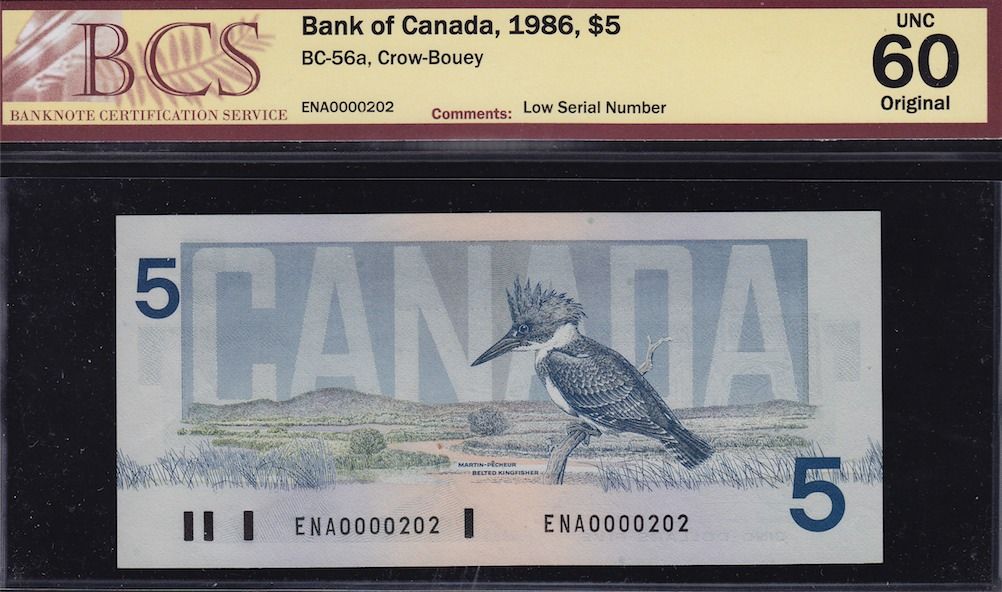 BCS
BANKNOTE CERTIFICATION SERVICE
Bank of Canada, 1986, $5
BC-56a, Crow-Bouey
ENA0000202
Comments: Low Serial Number
UNC
60
Original
5
CANADA
MARTIN-PÊCHEUR
BELTED KINGFISHER
5
ENA0000202 ENA0000202